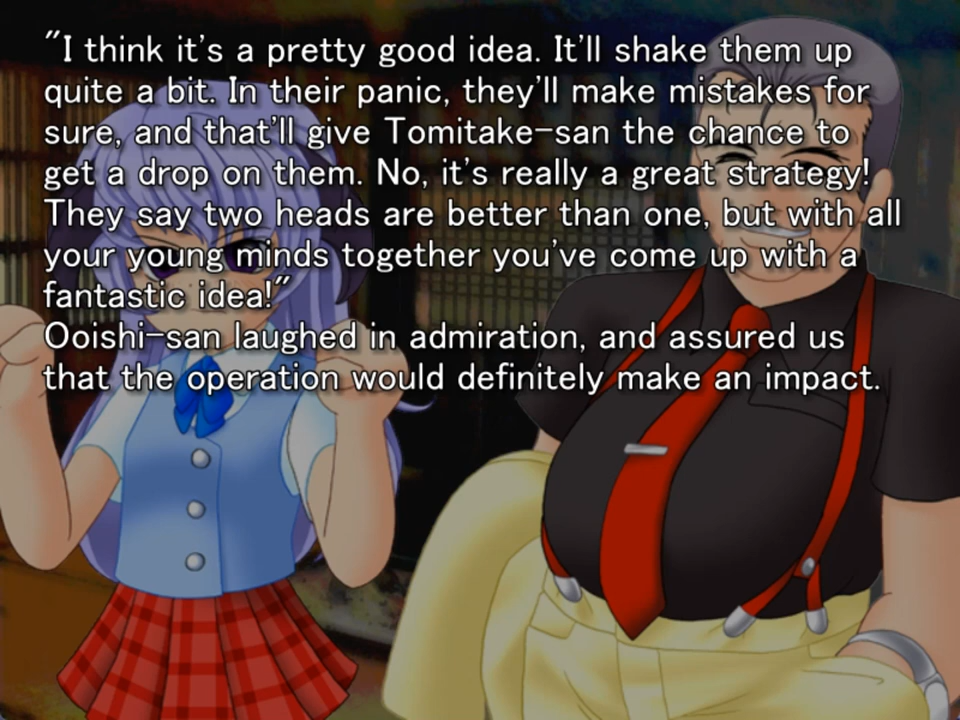 "I think it's a pretty good idea. It'll shake them up
quite a bit. In their panic, they'll make mistakes for
sure, and that'll give Tomitake-san the chance to
get a drop on them. No, it's really a great strategy!
They say two heads are better than one, but with all
your young minds together you've come up with a
fantastic idea!"
Ooishi-san laughed in admiration, and assured us
that the operation would definitely make an impact.